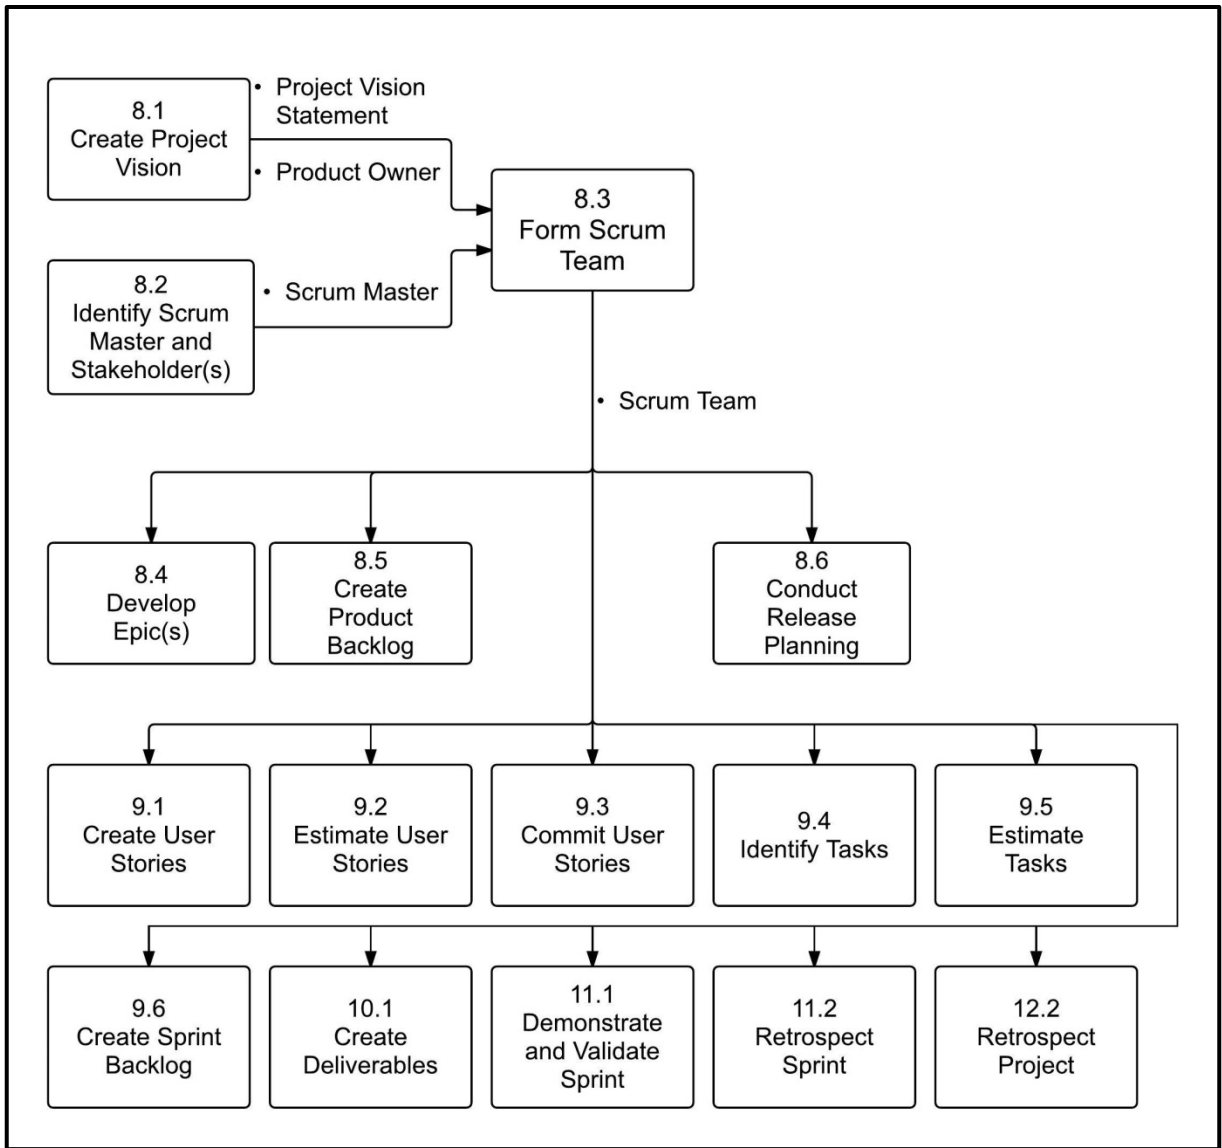 8.1
Create Project
Vision
• Project Vision
Statement
• Product Owner
8.2
Identify Scrum
Master and
Stakeholder(s)
• Scrum Master
8.3
Form Scrum
Team
• Scrum Team
8.4
Develop
Epic(s)
8.5
Create
Product
Backlog
8.6
Conduct
Release
Planning
9.1
Create User
Stories
9.2
Estimate User
Stories
9.3
Commit User
Stories
9.4
Identify Tasks
9.5
Estimate
Tasks
9.6
Create Sprint
Backlog
10.1
Create
Deliverables
11.1
Demonstrate
and Validate
Sprint
11.2
Retrospect
Sprint
12.2
Retrospect
Project